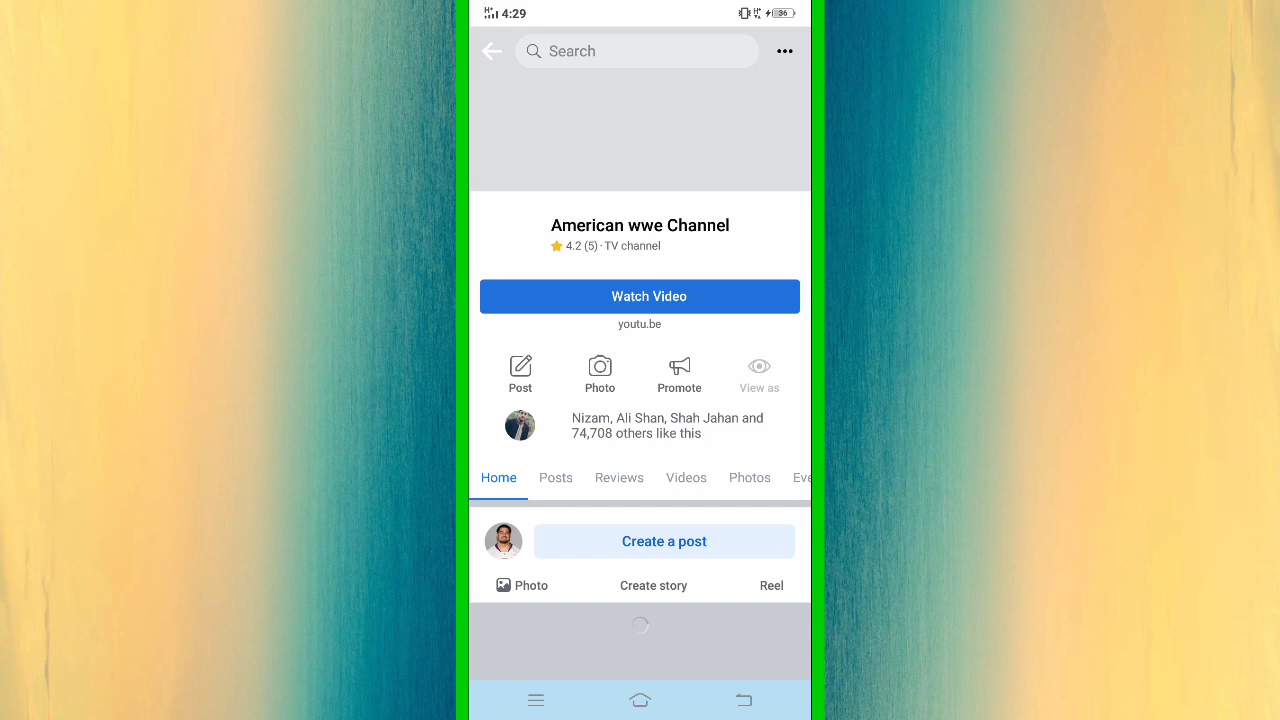 H+ 4:29 36
Search
American wwe Channel
4.2 (5) · TV channel
Watch Video
youtu.be
Post Photo Promote View as
Nizam, Ali Shan, Shah Jahan and
74,708 others like this
Home Posts Reviews Videos Photos Eve
Create a post
Photo Create story Reel